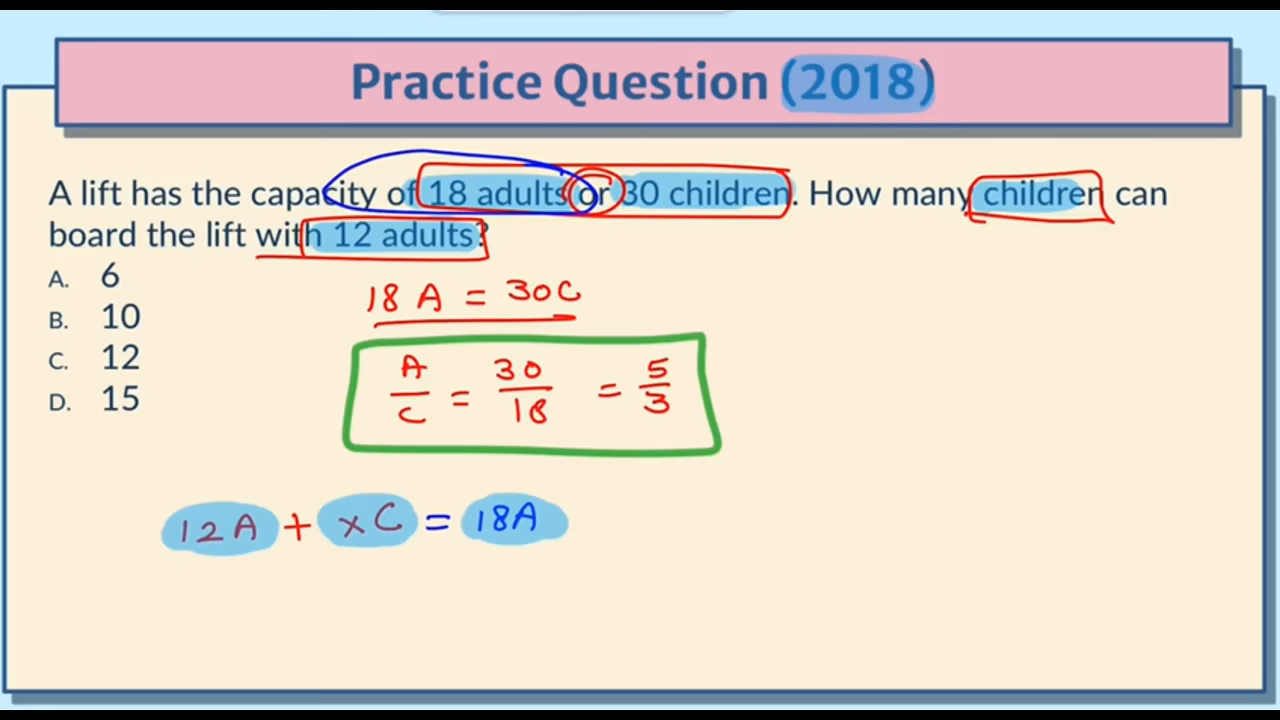 Practice Question (2018)
A lift has the capacity of 18 adults or 30 children. How many children can
board the lift with 12 adults?
A. 6
B. 10
C. 12
D. 15
18 A = 30C
A/C = 30/18 = 5/3
12A + xC = 18A